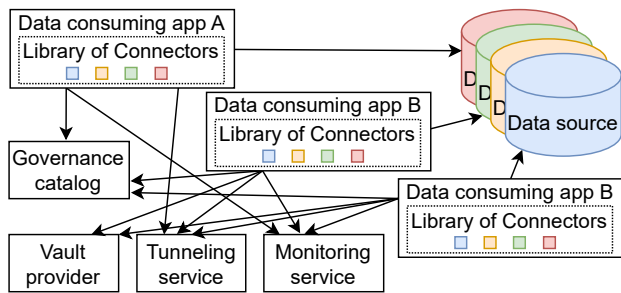 Data consuming app A
Library of Connectors
D
D
D
Data source
Data consuming app B
Library of Connectors
Governance
catalog
Data consuming app B
Library of Connectors
Vault
provider
Tunneling
service
Monitoring
service